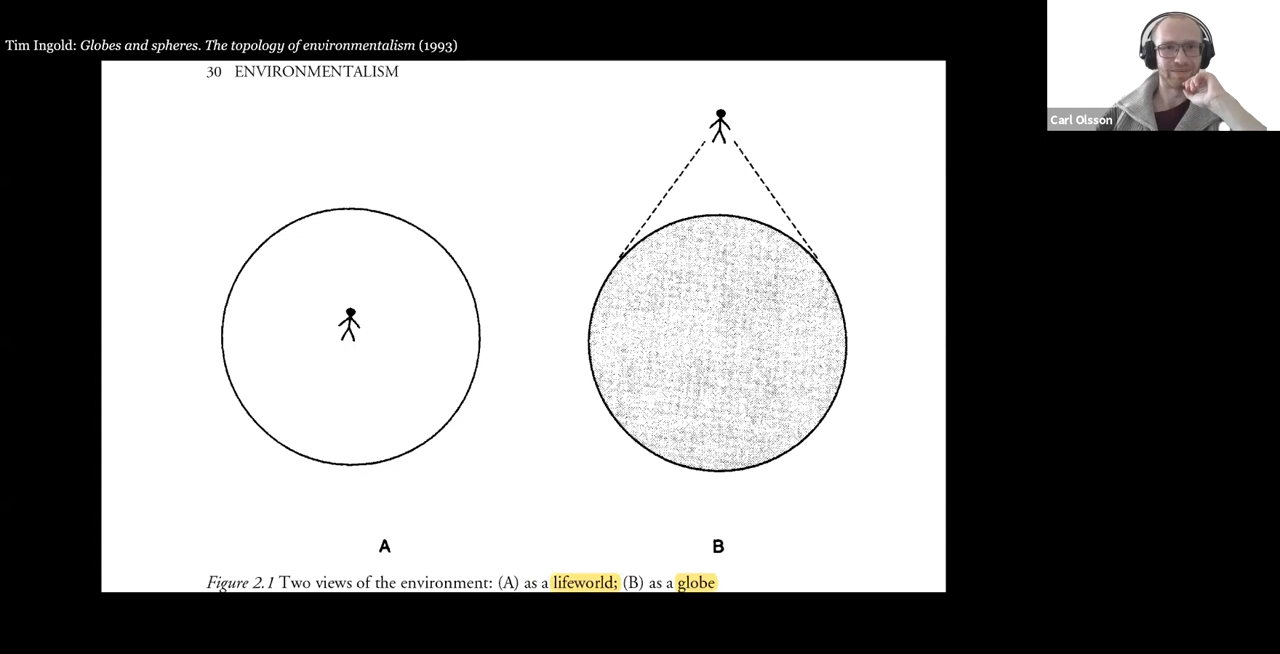 Tim Ingold: Globes and spheres. The topology of environmentalism (1993)
30 ENVIRONMENTALISM
Carl Olsson
A
B
Figure 2.1 Two views of the environment: (A) as a lifeworld; (B) as a globe